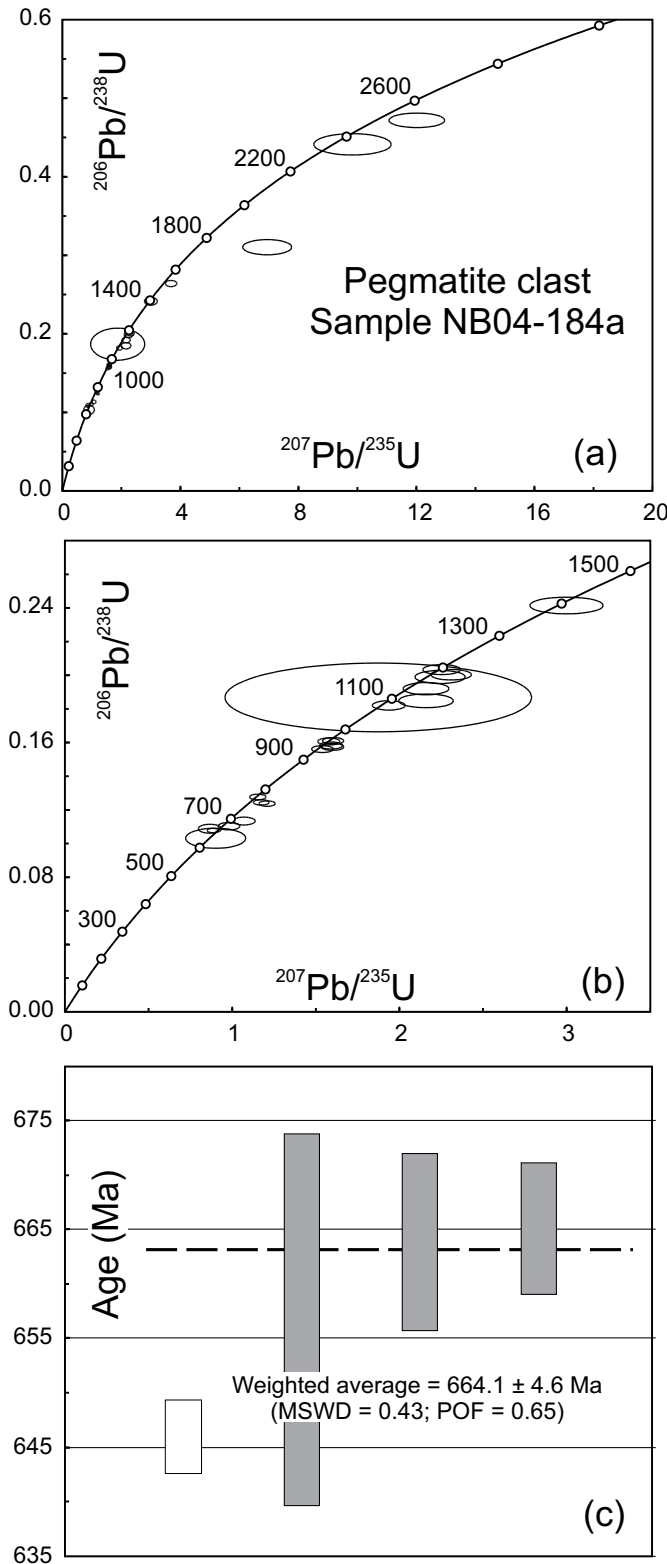 0.6
0.4
0.2
0.0
²⁰⁶Pb/²³⁸U
2600
2200
1800
1400
1000
Pegmatite clast
Sample NB04-184a
²⁰⁷Pb/²³⁵U
(a)
0 4 8 12 16 20
0.24
0.16
0.08
0.00
²⁰⁶Pb/²³⁸U
1500
1300
1100
900
700
500
300
²⁰⁷Pb/²³⁵U
(b)
0 1 2 3
675
665
655
645
635
Age (Ma)
Weighted average = 664.1 ± 4.6 Ma
(MSWD = 0.43; POF = 0.65)
(c)